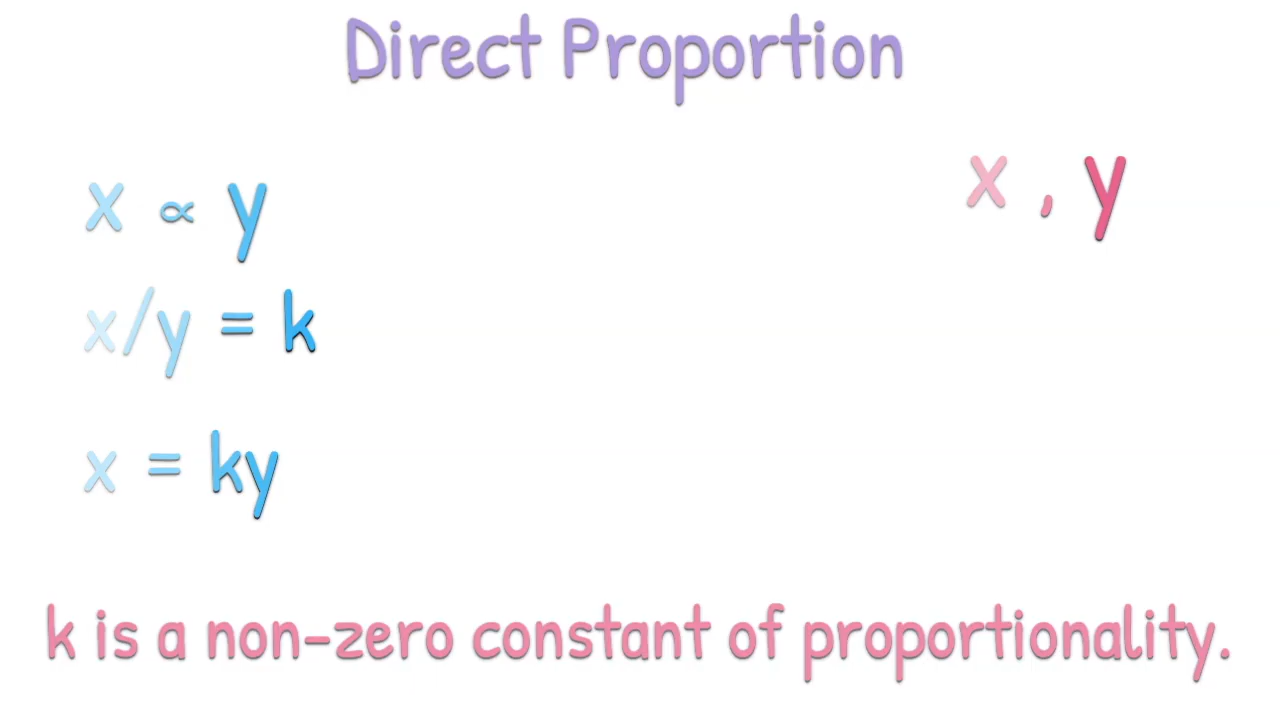 Direct Proportion
x ∝ y
x , y
x/y = k
x = ky
k is a non-zero constant of proportionality.